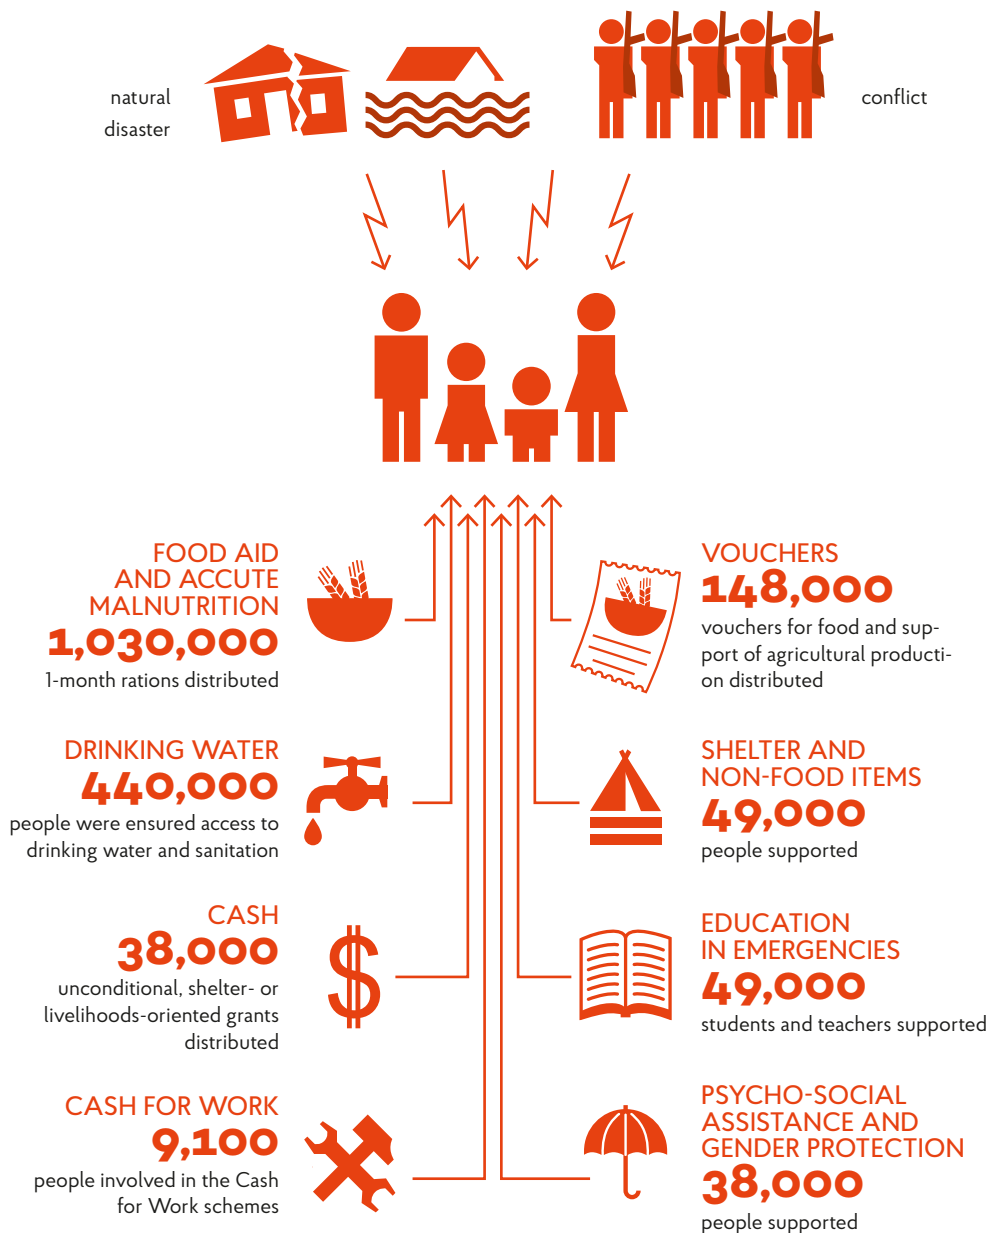 natural
disaster
conflict
FOOD AID
AND ACCUTE
MALNUTRITION
1,030,000
1-month rations distributed
VOUCHERS
148,000
vouchers for food and sup-
port of agricultural producti-
on distributed
DRINKING WATER
440,000
people were ensured access to
drinking water and sanitation
SHELTER AND
NON-FOOD ITEMS
49,000
people supported
CASH
38,000
unconditional, shelter- or
livelihoods-oriented grants
distributed
EDUCATION
IN EMERGENCIES
49,000
students and teachers supported
CASH FOR WORK
9,100
people involved in the Cash
for Work schemes
PSYCHO-SOCIAL
ASSISTANCE AND
GENDER PROTECTION
38,000
people supported